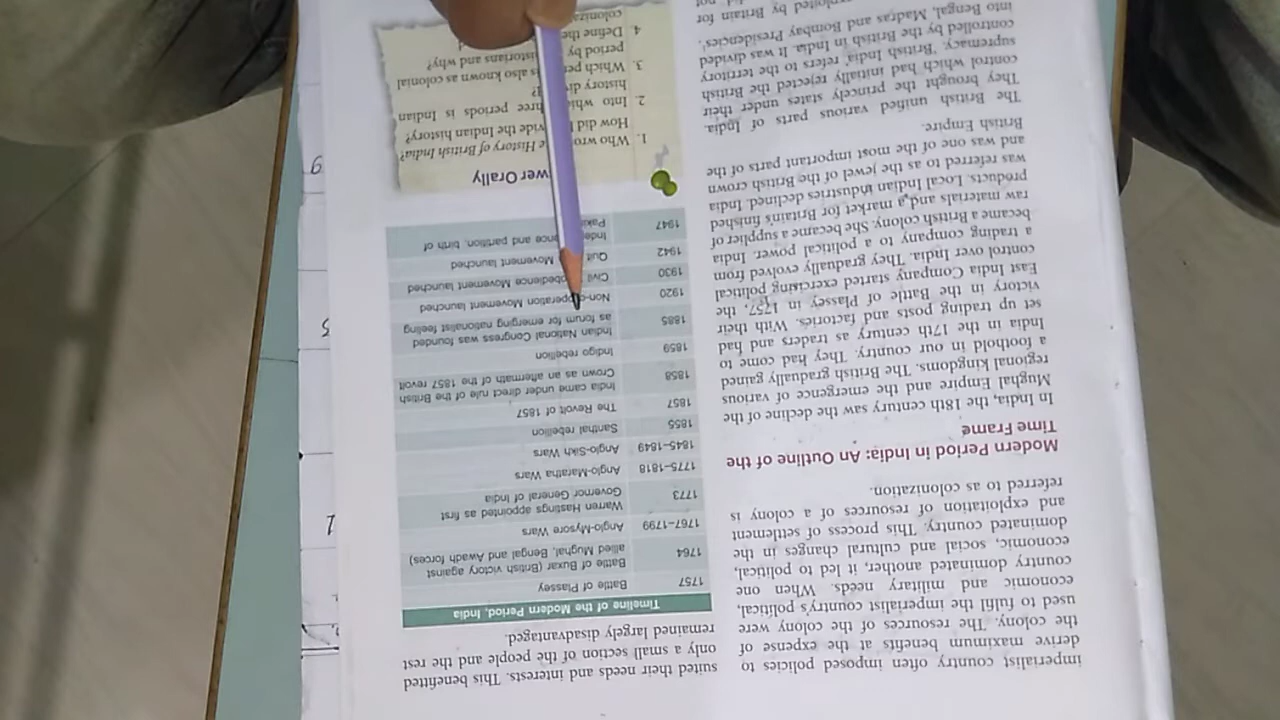 imperialist country often imposed policies to
derive maximum benefits at the expense of
the colony. The resources of the colony were
used to fulfil the imperialist country's political,
economic and military needs. When one
country dominated another, it led to political,
economic, social and cultural changes in the
dominated country. This process of settlement
and exploitation of resources of a colony is
referred to as colonization.
Modern Period in India: An Outline of the
Time Frame
In India, the 18th century saw the decline of the
Mughal Empire and the emergence of various
regional kingdoms. The British gradually gained
a foothold in our country. They had come to
India in the 17th century as traders and had
set up trading posts and factories. With their
victory in the Battle of Plassey in 1757, the
East India Company started exercising political
control over India. They gradually evolved from
a trading company to a political power. India
became a British colony. She became a supplier of
raw materials and a market for Britain's finished
products. Local Indian industries declined. India
was referred to as the jewel of the British crown
and was one of the most important parts of the
British Empire.
The British unified various parts of India.
They brought the princely states under their
control which had initially rejected the British
supremacy. 'British India' refers to the territory
controlled by the British in India. It was divided
into Bengal, Madras and Bombay Presidencies.
exploited by Britain for
not
suited their needs and interests. This benefitted
only a small section of the people and the rest
remained largely disadvantaged.
Timeline of the Modern Period, India
1757 Battle of Plassey
1764 Battle of Buxar (British victory against
allied Mughal, Bengal and Awadh forces)
1767–1799 Anglo-Mysore Wars
1773 Warren Hastings appointed as first
Governor General of India
1775–1818 Anglo-Maratha Wars
1845–1849 Anglo-Sikh Wars
1855 Santhal rebellion
1857 The Revolt of 1857
1858 India came under direct rule of the British
Crown as an aftermath of the 1857 revolt
1859 Indigo rebellion
1885 Indian National Congress was founded
as forum for emerging nationalist feeling
1920 Non-operation Movement launched
1930 Civil obedience Movement launched
1942 Quit Movement launched
1947 Inde nce and partition, birth of
Pakis
wer Orally
1. Who wro e History of British India?
How did vide the Indian history?
2. Into which three periods is Indian
history di ?
3. Which per is also known as colonial
period by istorians and why?
4. Define the
coloniz